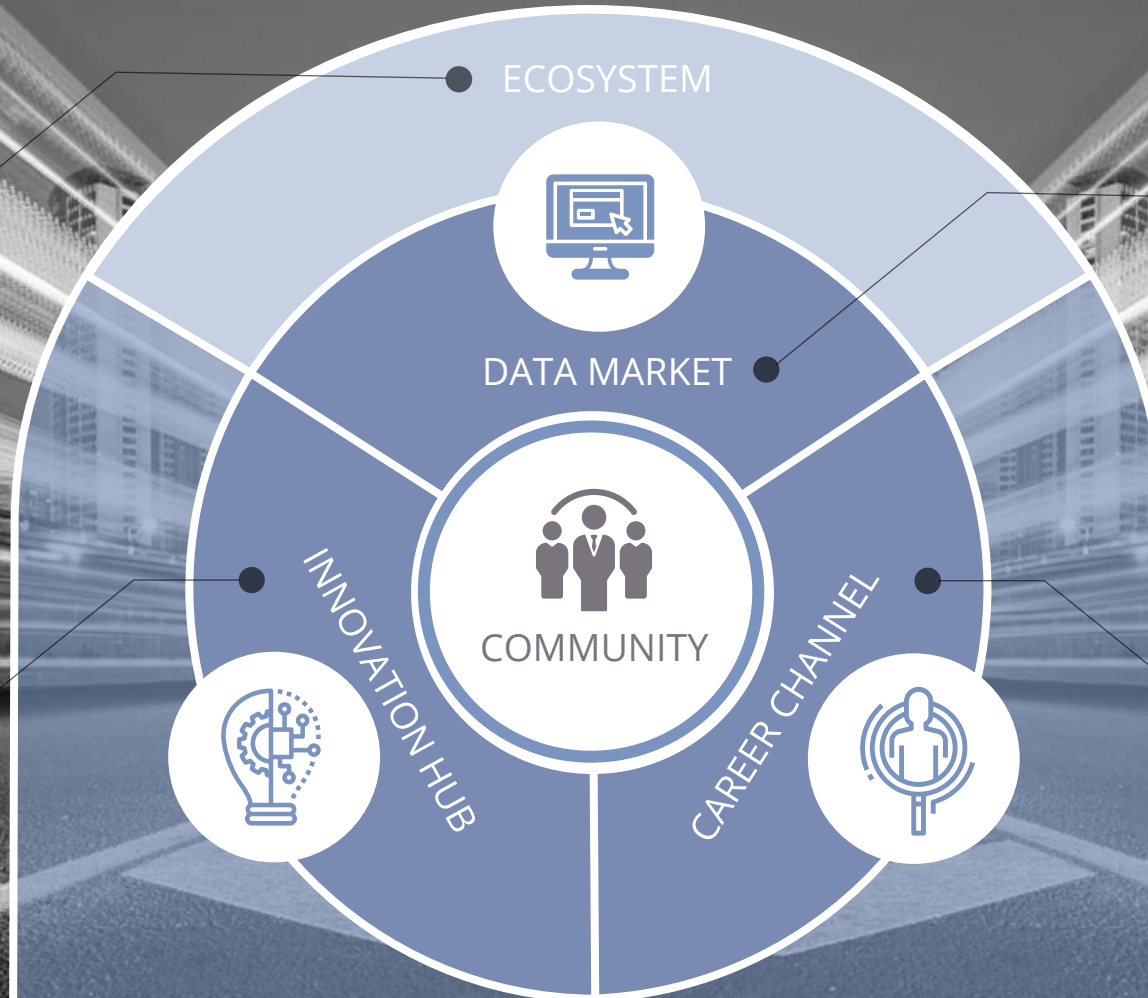 ECOSYSTEM
DATA MARKET
COMMUNITY
INNOVATION HUB
CAREER CHANNEL